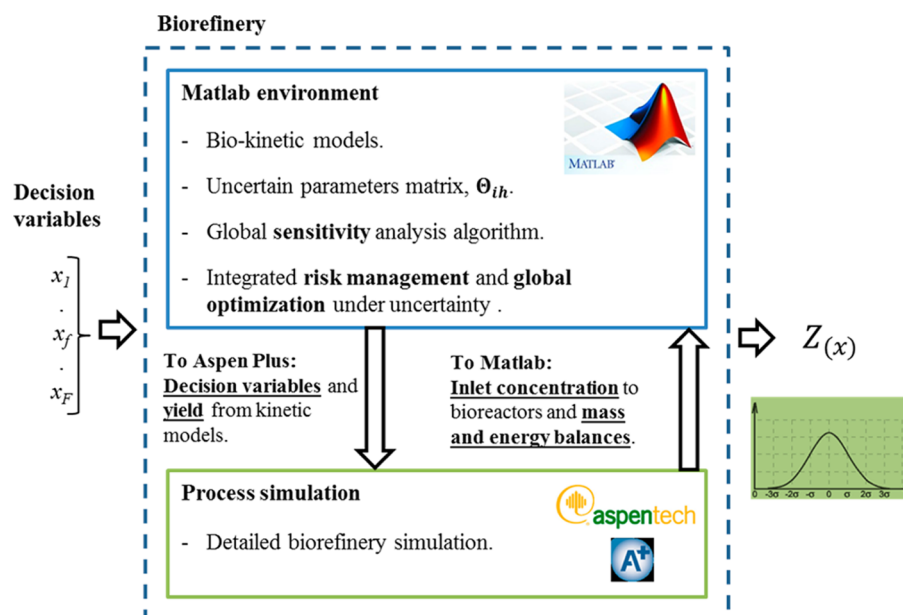 Biorefinery
Matlab environment
- Bio-kinetic models.
- Uncertain parameters matrix, Θih.
- Global sensitivity analysis algorithm.
- Integrated risk management and global
optimization under uncertainty .
MATLAB®
Decision
variables
x1
.
xf
.
xF
To Aspen Plus:
Decision variables and
yield from kinetic
models.
To Matlab:
Inlet concentration to
bioreactors and mass
and energy balances.
Z(x)
0 -3σ -2σ -σ 0 σ 2σ 3σ
Process simulation
- Detailed biorefinery simulation.
aspentech
A+